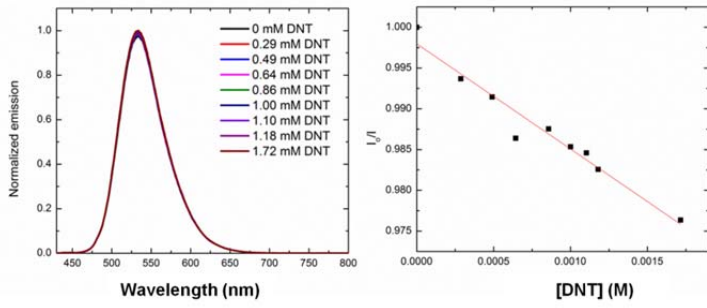 1.0
0.8
0.6
0.4
0.2
0.0
Normalized emission
0 mM DNT
0.29 mM DNT
0.49 mM DNT
0.64 mM DNT
0.86 mM DNT
1.00 mM DNT
1.10 mM DNT
1.18 mM DNT
1.72 mM DNT
450 500 550 600 650 700 750 800
Wavelength (nm)
1.000
0.995
0.990
0.985
0.980
0.975
I₀/I
0.0000 0.0005 0.0010 0.0015
[DNT] (M)